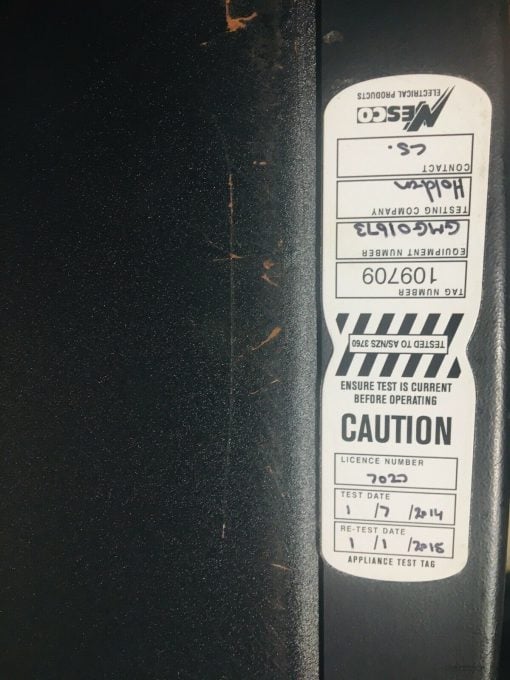 ENSURE TEST IS CURRENT
BEFORE OPERATING
CAUTION
LICENCE NUMBER
TEST DATE
1 / 7 / 2014
RE-TEST DATE
1 / 1 / 2015
APPLIANCE TEST TAG
TESTED TO AS/NZS 3760
TAG NUMBER
109709
EQUIPMENT NUMBER
GMG01673
TESTING COMPANY
Holden
CONTACT
CS.
NESCO
ELECTRICAL PRODUCTS